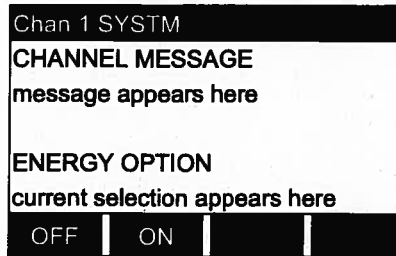 Chan 1 SYSTM
CHANNEL MESSAGE
message appears here
ENERGY OPTION
current selection appears here
OFF ON